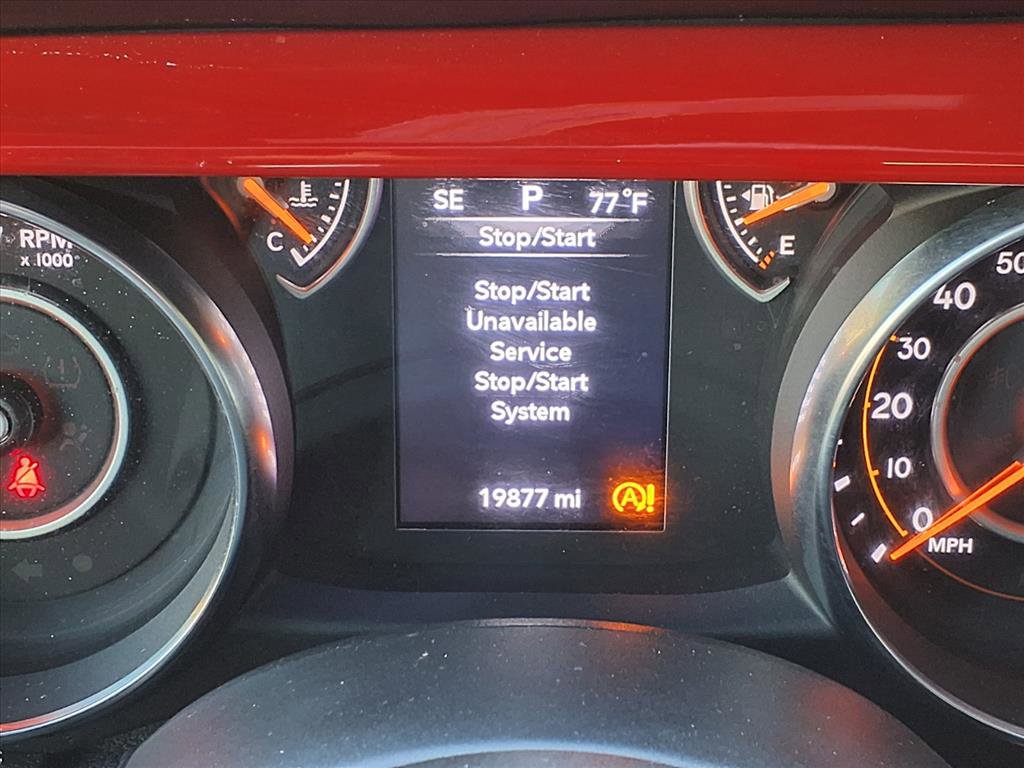 SE P 77°F
Stop/Start
Stop/Start
Unavailable
Service
Stop/Start
System
19877 mi
A!
RPM
x 1000
C
E
50
40
30
20
10
0
MPH